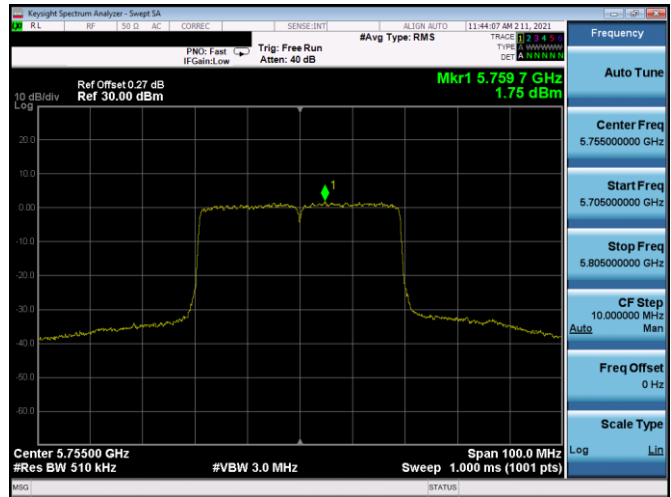 Keysight Spectrum Analyzer - Swept SA
RL RF 50 Ω AC CORREC SENSE:INT ALIGN AUTO 11:44:07 AM 2 11, 2021
PNO: Fast
IFGain:Low
Trig: Free Run
Atten: 40 dB
#Avg Type: RMS
TRACE 1 2 3 4 5 6
TYPE A WWWWW
DET A N N N N N
Mkr1 5.759 7 GHz
1.75 dBm
Ref Offset 0.27 dB
10 dB/div Ref 30.00 dBm
Log
20.0
10.0
0.00
-10.0
-20.0
-30.0
-40.0
-50.0
-60.0
1
Center 5.75500 GHz Span 100.0 MHz
#Res BW 510 kHz #VBW 3.0 MHz Sweep 1.000 ms (1001 pts)
MSG STATUS
Frequency
Auto Tune
Center Freq
5.755000000 GHz
Start Freq
5.705000000 GHz
Stop Freq
5.805000000 GHz
CF Step
10.000000 MHz
Auto Man
Freq Offset
0 Hz
Scale Type
Log Lin